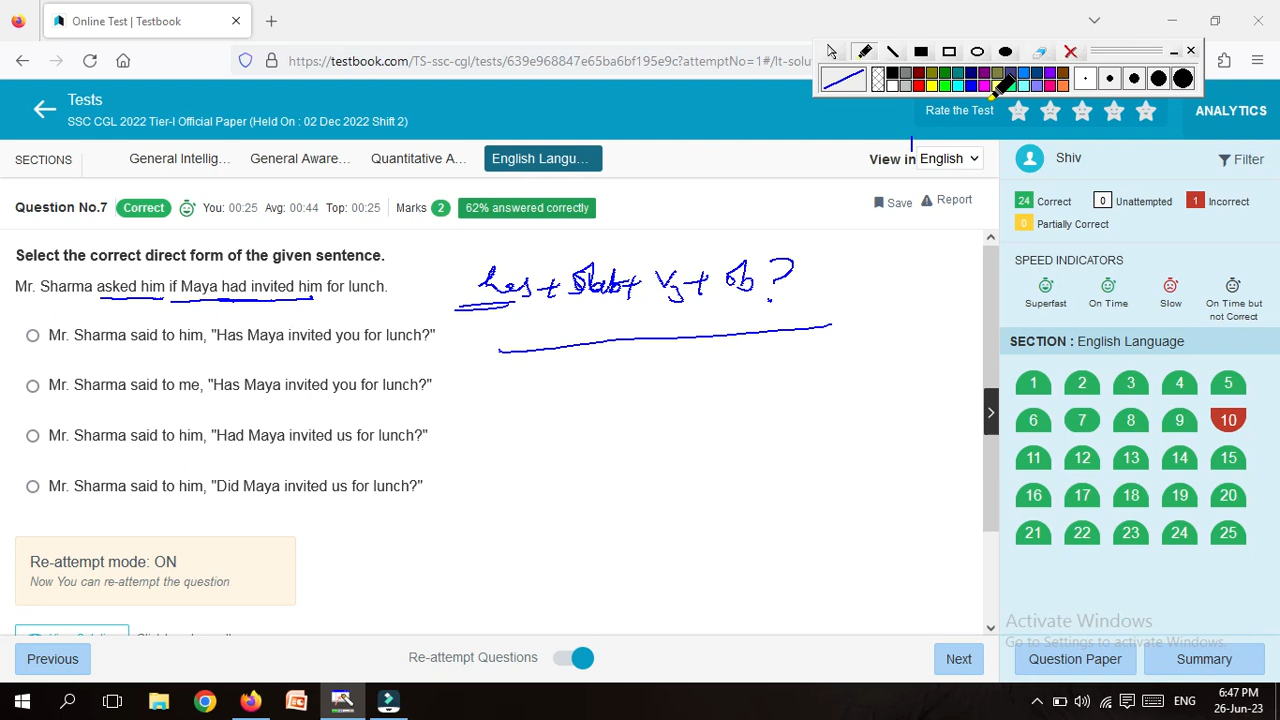 Online Test | Testbook
https://testbook.com/TS-ssc-cgl/tests/639e968847e65ba6bf195e9c?attemptNo=1#/lt-solu
Tests
SSC CGL 2022 Tier-I Official Paper (Held On : 02 Dec 2022 Shift 2)
Rate the Test
ANALYTICS
SECTIONS
General Intellig...
General Aware...
Quantitative A...
English Langu...
View in English
Shiv
Filter
Question No.7 Correct You: 00:25 Avg: 00:44 Top: 00:25 Marks 2 62% answered correctly
Save Report
24 Correct 0 Unattempted 1 Incorrect
0 Partially Correct
Select the correct direct form of the given sentence.
Mr. Sharma asked him if Maya had invited him for lunch.
has + + V3 + ob ?
Mr. Sharma said to him, "Has Maya invited you for lunch?"
Mr. Sharma said to me, "Has Maya invited you for lunch?"
Mr. Sharma said to him, "Had Maya invited us for lunch?"
Mr. Sharma said to him, "Did Maya invited us for lunch?"
SPEED INDICATORS
Superfast On Time Slow On Time but
not Correct
SECTION : English Language
1 2 3 4 5
6 7 8 9 10
11 12 13 14 15
16 17 18 19 20
21 22 23 24 25
Re-attempt mode: ON
Now You can re-attempt the question
Activate Windows
Go to Settings to activate Windows.
Previous
Re-attempt Questions
Next
Question Paper
Summary
ENG
6:47 PM
26-Jun-23